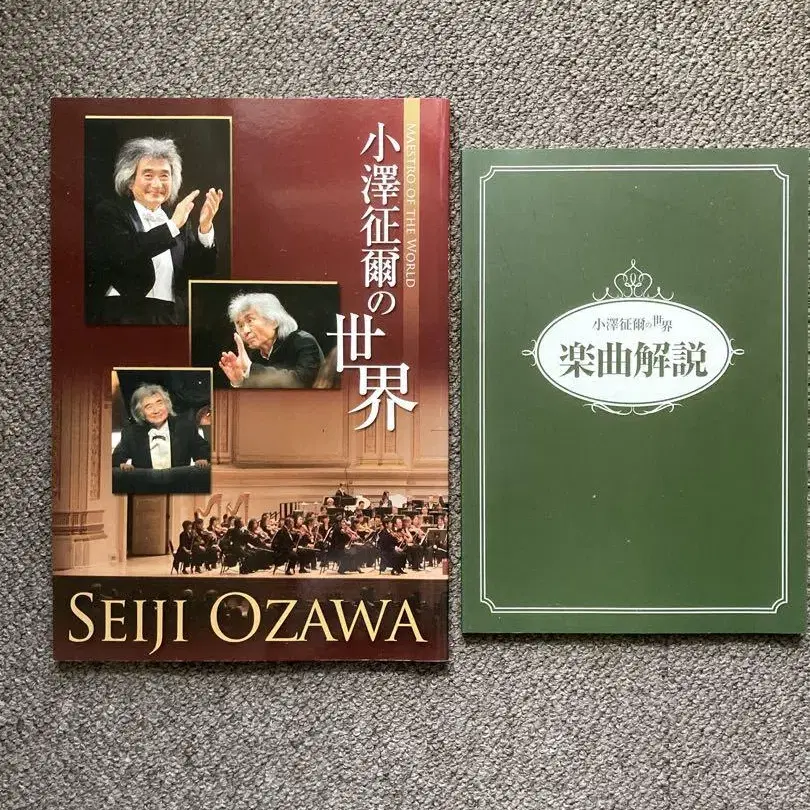 MAESTRO OF THE WORLD
小澤征爾の
世界
SEIJI OZAWA
小澤征爾の世界
楽曲解説